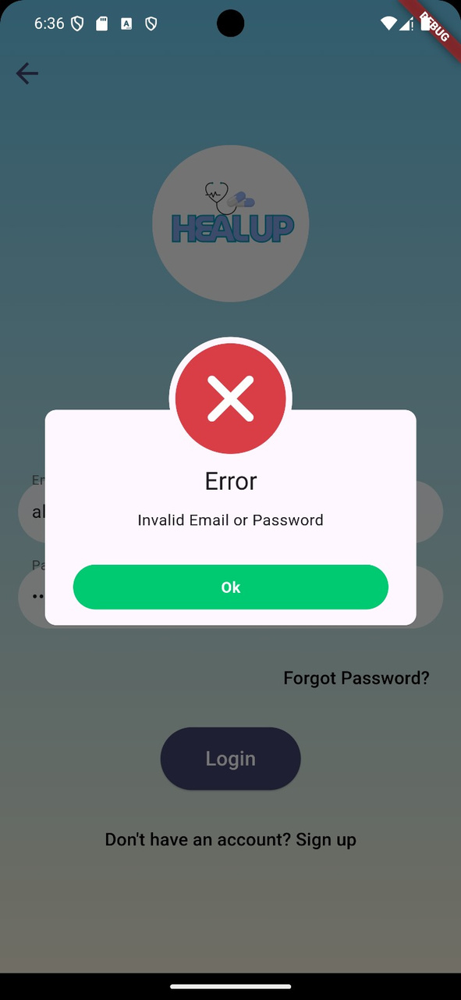 6:36
A
DEBUG
HEALUP
Error
Invalid Email or Password
al
••
Ok
Forgot Password?
Login
Don't have an account? Sign up